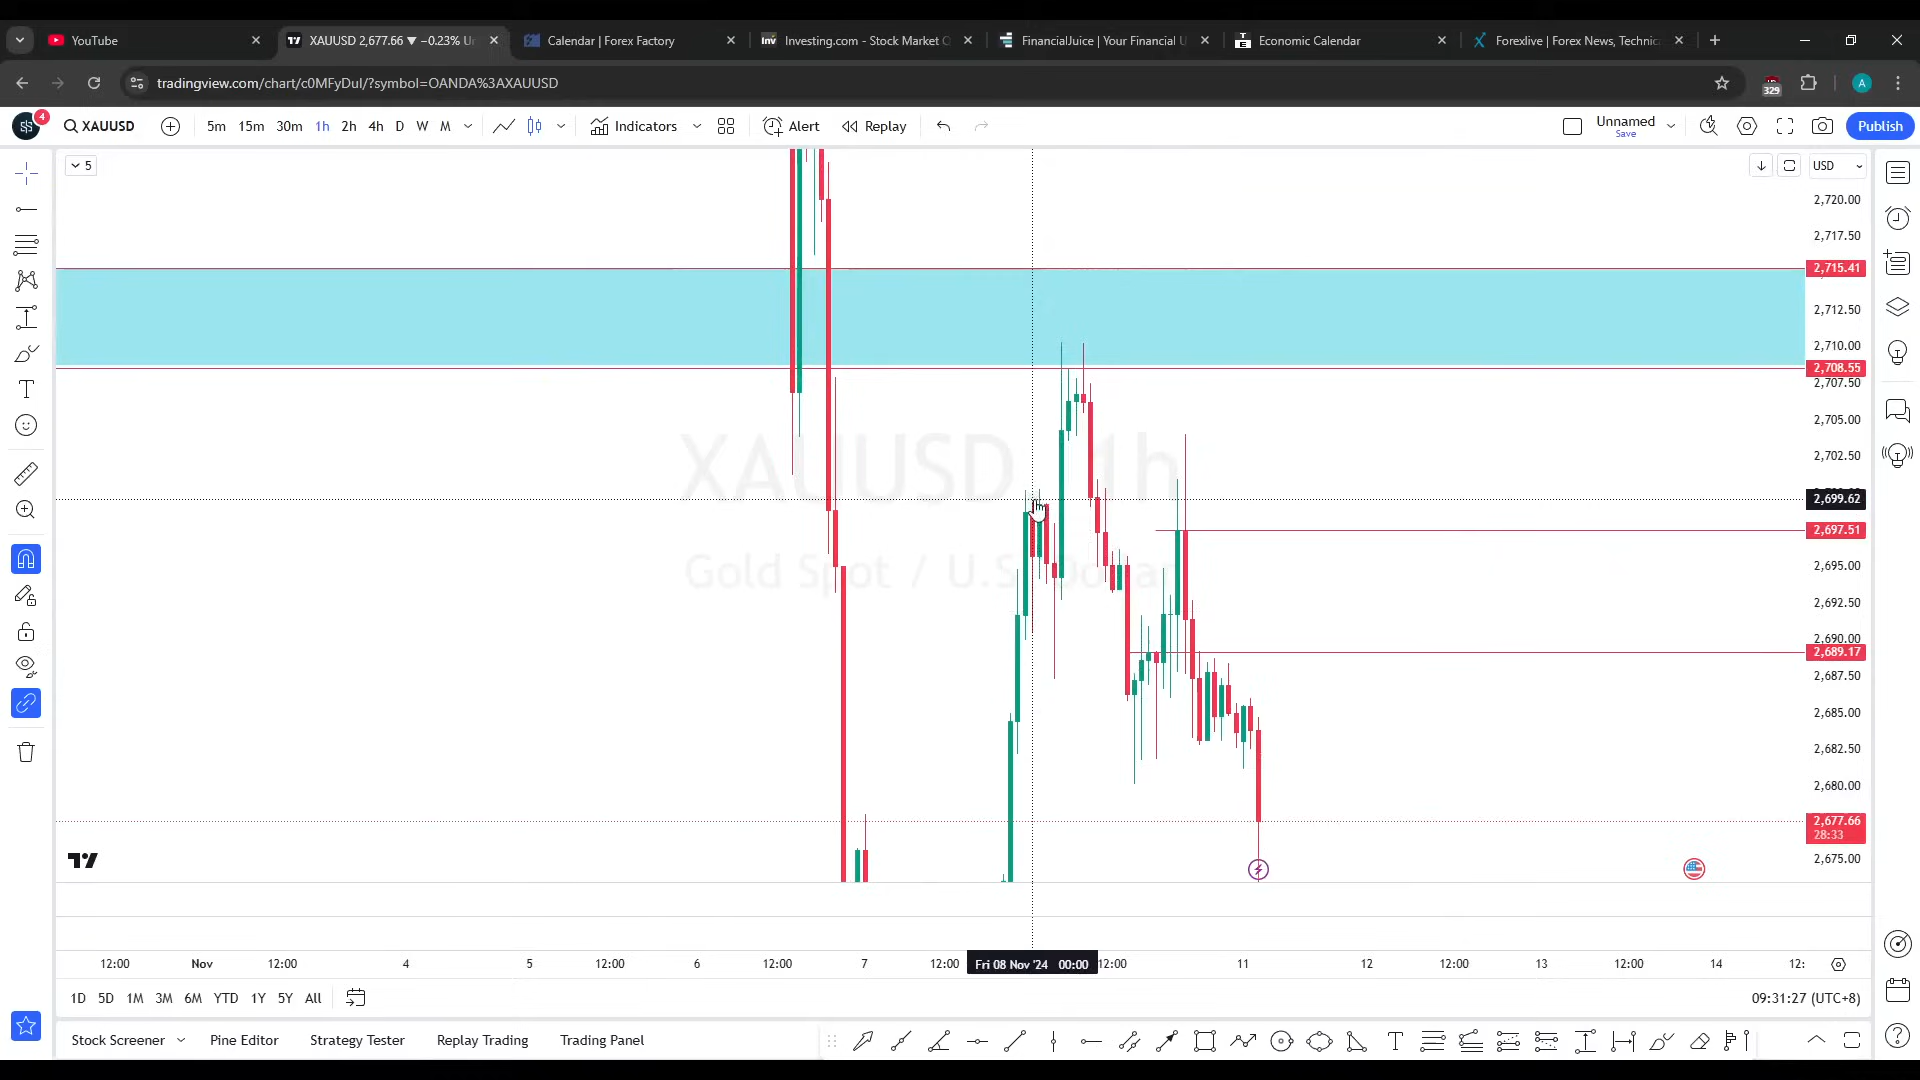 YouTube
XAUUSD 2,677.66 ▼ −0.23% Un
Calendar | Forex Factory
Investing.com - Stock Market Q
FinancialJuice | Your Financial U
Economic Calendar
Forexlive | Forex News, Technica
tradingview.com/chart/c0MFyDuI/?symbol=OANDA%3AXAUUSD
329
A
4
XAUUSD
5m 15m 30m 1h 2h 4h D W M
Indicators
Alert
Replay
Unnamed
Save
Publish
5
USD
2,720.00
2,717.50
2,715.41
2,712.50
2,710.00
2,708.55
2,707.50
2,705.00
2,702.50
2,699.62
2,697.51
2,695.00
2,692.50
2,690.00
2,689.17
2,687.50
2,685.00
2,682.50
2,680.00
2,677.66
28:33
2,675.00
XAUUSD 1h
Gold Spot / U.S. Dollar
12:00 Nov 12:00 4 5 12:00 6 12:00 7 12:00 Fri 08 Nov '24 00:00 12:00 11 12 12:00 13 12:00 14 12:
1D 5D 1M 3M 6M YTD 1Y 5Y All
09:31:27 (UTC+8)
Stock Screener Pine Editor Strategy Tester Replay Trading Trading Panel